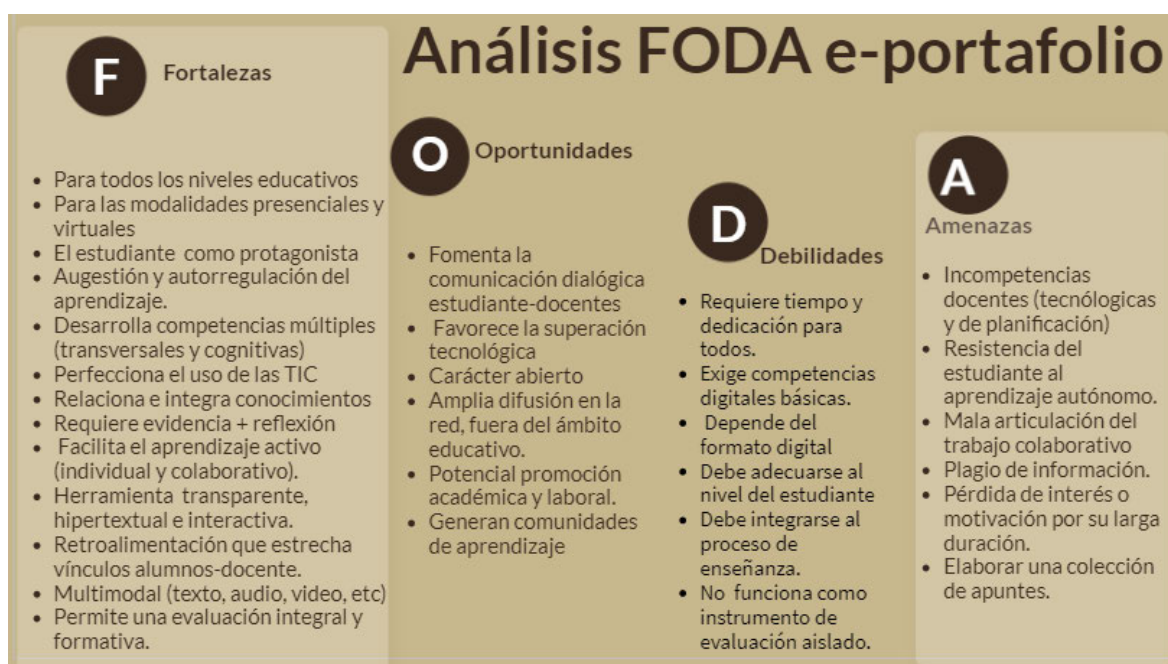 Análisis FODA e-portafolio
F
Fortalezas
• Para todos los niveles educativos
• Para las modalidades presenciales y
virtuales
• El estudiante como protagonista
• Augestión y autorregulación del
aprendizaje.
• Desarrolla competencias múltiples
(transversales y cognitivas)
• Perfecciona el uso de las TIC
• Relaciona e integra conocimientos
• Requiere evidencia + reflexión
• Facilita el aprendizaje activo
(individual y colaborativo).
• Herramienta transparente,
hipertextual e interactiva.
• Retroalimentación que estrecha
vínculos alumnos-docente.
• Multimodal (texto, audio, video, etc)
• Permite una evaluación integral y
formativa.
O
Oportunidades
• Fomenta la
comunicación dialógica
estudiante-docentes
• Favorece la superación
tecnológica
• Carácter abierto
• Amplia difusión en la
red, fuera del ámbito
educativo.
• Potencial promoción
académica y laboral.
• Generan comunidades
de aprendizaje
D
Debilidades
• Requiere tiempo y
dedicación para
todos.
• Exige competencias
digitales básicas.
• Depende del
formato digital
• Debe adecuarse al
nivel del estudiante
• Debe integrarse al
proceso de
enseñanza.
• No funciona como
instrumento de
evaluación aislado.
A
Amenazas
• Incompetencias
docentes (tecnólogicas
y de planificación)
• Resistencia del
estudiante al
aprendizaje autónomo.
• Mala articulación del
trabajo colaborativo
• Plagio de información.
• Pérdida de interés o
motivación por su larga
duración.
• Elaborar una colección
de apuntes.